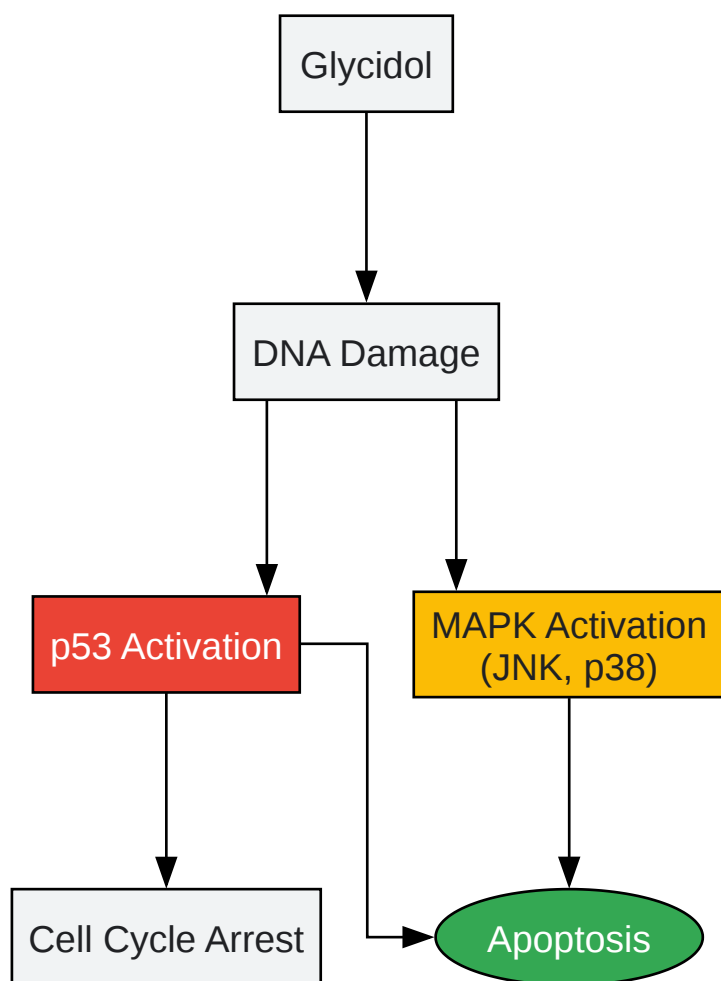 Glycidol
DNA Damage
p53 Activation
MAPK Activation
(JNK, p38)
Cell Cycle Arrest
Apoptosis